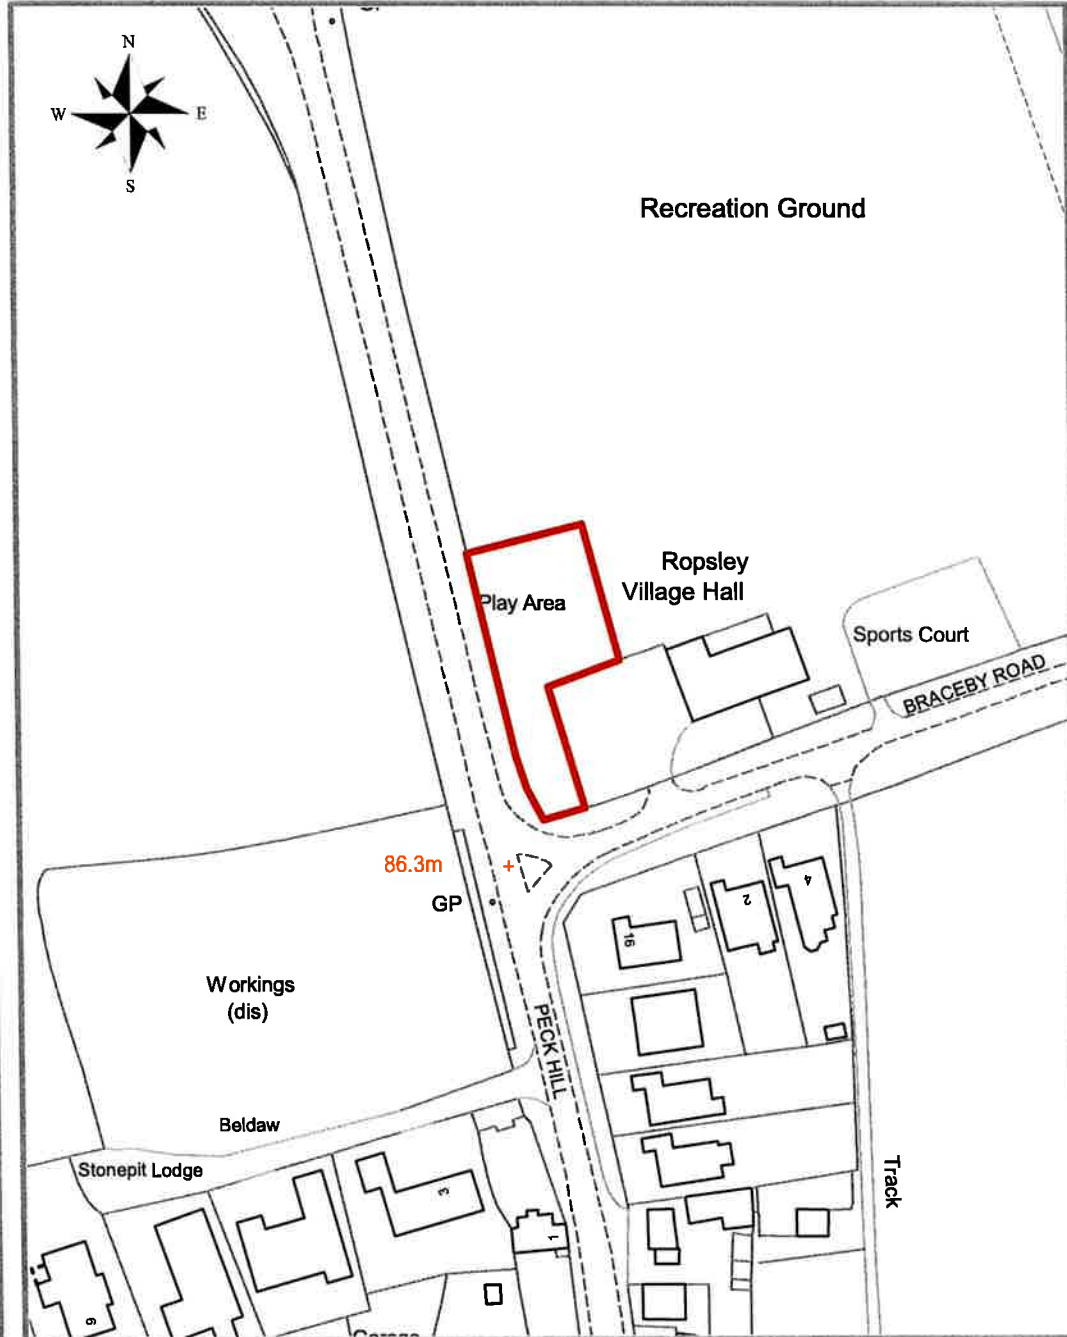 N
W E
S
Recreation Ground
Ropsley
Village Hall
Play Area
Sports Court
BRACEBY ROAD
86.3m
GP
4
2
16
Workings
(dis)
PECK HILL
Beldaw
Stonepit Lodge
Track
3
1
9